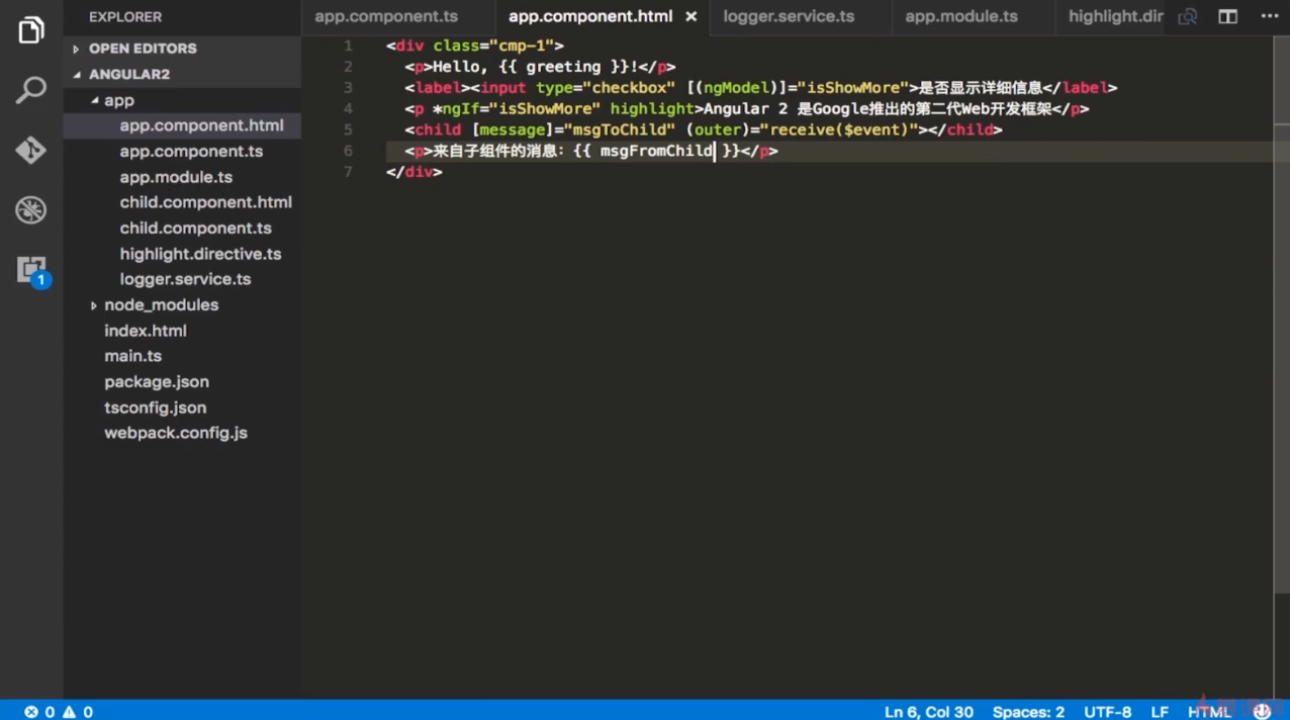 EXPLORER
OPEN EDITORS
ANGULAR2
app
app.component.html
app.component.ts
app.module.ts
child.component.html
child.component.ts
highlight.directive.ts
logger.service.ts
node_modules
index.html
main.ts
package.json
tsconfig.json
webpack.config.js
1
app.component.ts
app.component.html
logger.service.ts
app.module.ts
highlight.dir
1 <div class="cmp-1">
2 <p>Hello, {{ greeting }}!</p>
3 <label><input type="checkbox" [(ngModel)]="isShowMore">是否显示详细信息</label>
4 <p *ngIf="isShowMore" highlight>Angular 2 是Google推出的第二代Web开发框架</p>
5 <child [message]="msgToChild" (outer)="receive($event)"></child>
6 <p>来自子组件的消息：{{ msgFromChild }}</p>
7 </div>
0 0
Ln 6, Col 30 Spaces: 2 UTF-8 LF HTML